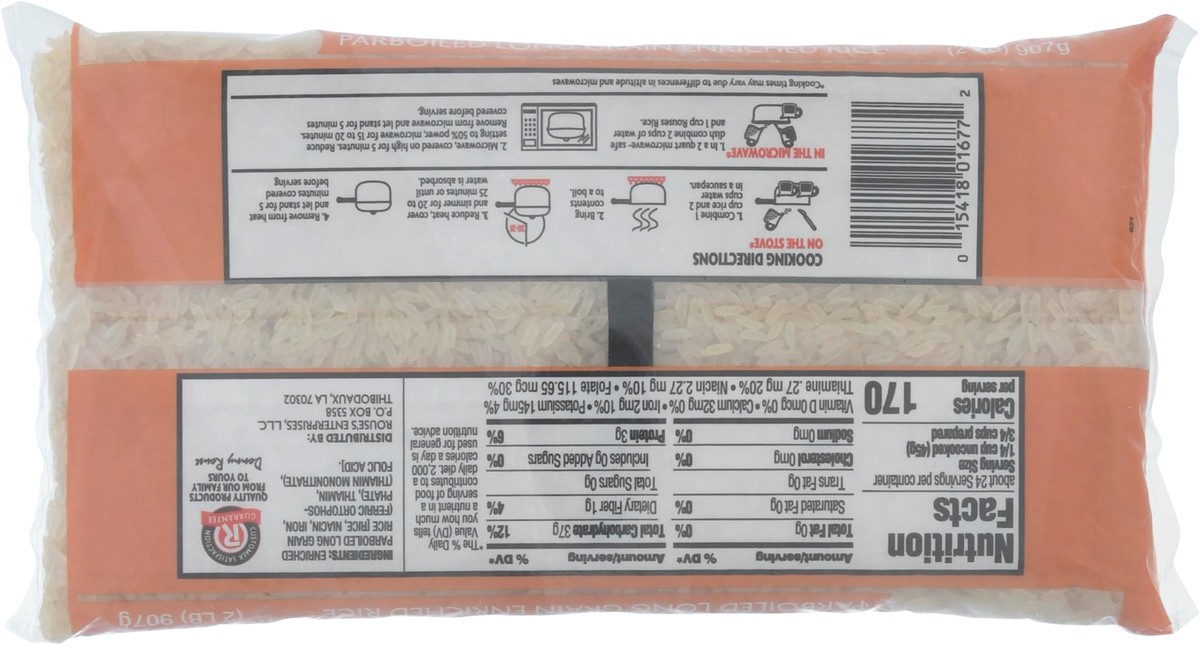 PARBOILED LONG GRAIN ENRICHED RICE (2 LB) 907g
Nutrition
Facts
about 24 Servings per container
Serving Size
1/4 cup uncooked (45g)
3/4 cups prepared
Calories
per serving
170
Amount/serving % DV*
Total Fat 0g 0%
Saturated Fat 0g 0%
Trans Fat 0g
Cholesterol 0mg 0%
Sodium 0mg 0%
Amount/serving % DV*
Total Carbohydrate 37g 12%
Dietary Fiber 1g 4%
Total Sugars 0g
Includes 0g Added Sugars 0%
Protein 3g 6%
Vitamin D 0mcg 0% • Calcium 32mg 0% • Iron 2mg 10% • Potassium 145mg 4%
Thiamine .27 mg 20% • Niacin 2.27 mg 10% • Folate 115.65 mcg 30%
*The % Daily
Value (DV) tells
you how much
a nutrient in a
serving of food
contributes to a
daily diet. 2,000
calories a day is
used for general
nutrition advice.
INGREDIENTS: ENRICHED
PARBOILED LONG GRAIN
RICE [RICE, NIACIN, IRON,
(FERRIC ORTOPHOS-
PHATE, THIAMIN,
(THIAMIN MONONITRATE),
FOLIC ACID].
DISTRIBUTED BY:
ROUSE'S ENTERPRISES, L.L.C.
P.O. BOX 5358
THIBODAUX, LA 70302
CUSTOMER SATISFACTION
R
GUARANTEE
QUALITY PRODUCTS
FROM OUR FAMILY
TO YOURS
Donny Rouse
0 15418 01677 2
COOKING DIRECTIONS
ON THE STOVE*
1. Combine 1
cup rice and 2
cups water
in a saucepan.
2. Bring
contents
to a boil.
20-25
3. Reduce heat, cover
and simmer for 20 to
25 minutes or until
water is absorbed.
4. Remove from heat
and let stand for 5
minutes covered
before serving
IN THE MICROWAVE*
1. In a 2 quart microwave- safe
dish combine 2 cups of water
and 1 cup Rouses Rice.
2. Microwave, covered on high for 5 minutes. Reduce
setting to 50% power, microwave for 15 to 20 minutes.
Remove from microwave and let stand for 5 minutes
covered before serving.
*Cooking times may vary due to differences in altitude and microwaves
PARBOILED LONG GRAIN ENRICHED RICE (2 LB) 907g